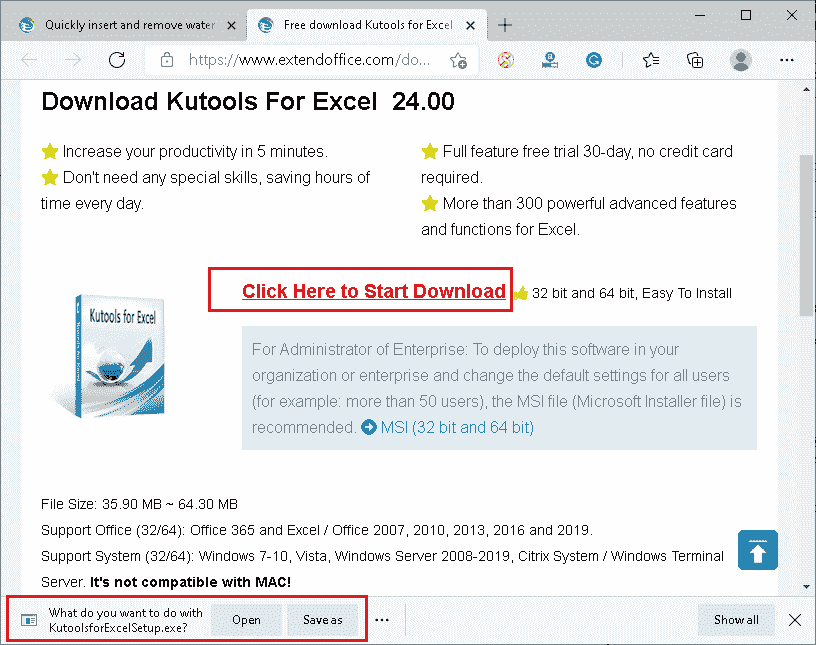 Quickly insert and remove water
Free download Kutools for Excel
https://www.extendoffice.com/do...
Download Kutools For Excel 24.00
Increase your productivity in 5 minutes.
Don't need any special skills, saving hours of
time every day.
Full feature free trial 30-day, no credit card
required.
More than 300 powerful advanced features
and functions for Excel.
Kutools for Excel
Click Here to Start Download
32 bit and 64 bit, Easy To Install
For Administrator of Enterprise: To deploy this software in your
organization or enterprise and change the default settings for all users
(for example: more than 50 users), the MSI file (Microsoft Installer file) is
recommended. MSI (32 bit and 64 bit)
File Size: 35.90 MB ~ 64.30 MB
Support Office (32/64): Office 365 and Excel / Office 2007, 2010, 2013, 2016 and 2019.
Support System (32/64): Windows 7-10, Vista, Windows Server 2008-2019, Citrix System / Windows Terminal
Server. It's not compatible with MAC!
What do you want to do with
KutoolsforExcelSetup.exe?
Open
Save as
Show all